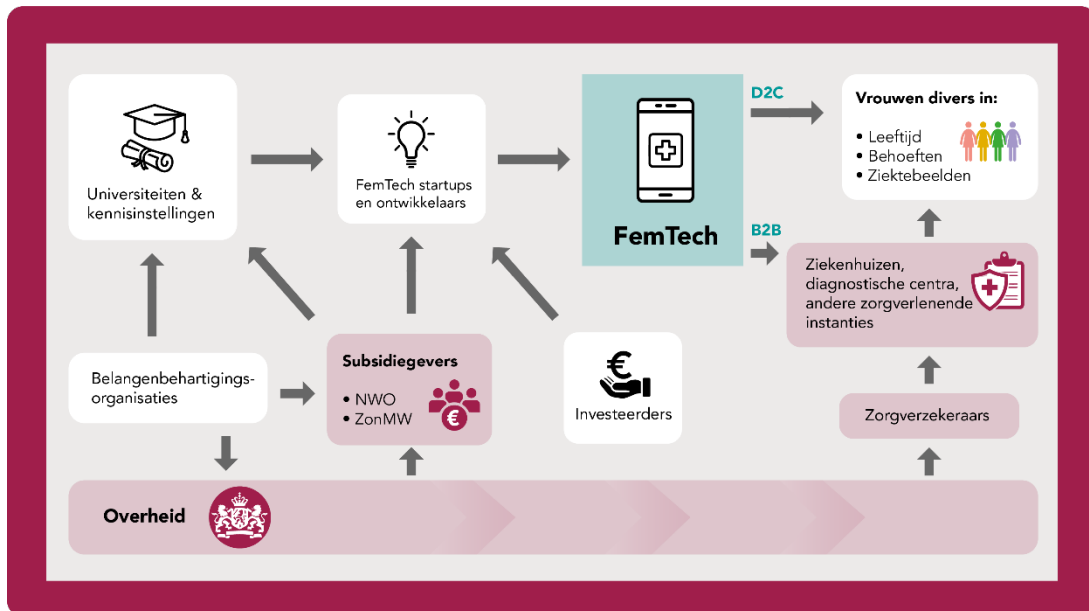 Universiteiten &
kennisinstellingen
FemTech startups
en ontwikkelaars
FemTech
D2C
B2B
Vrouwen divers in:
• Leeftijd
• Behoeften
• Ziektebeelden
Ziekenhuizen,
diagnostische centra,
andere zorgverlenende
instanties
Belangenbehartigings-
organisaties
Subsidiegevers
• NWO
• ZonMW
€
€
Investeerders
Zorgverzekeraars
Overheid